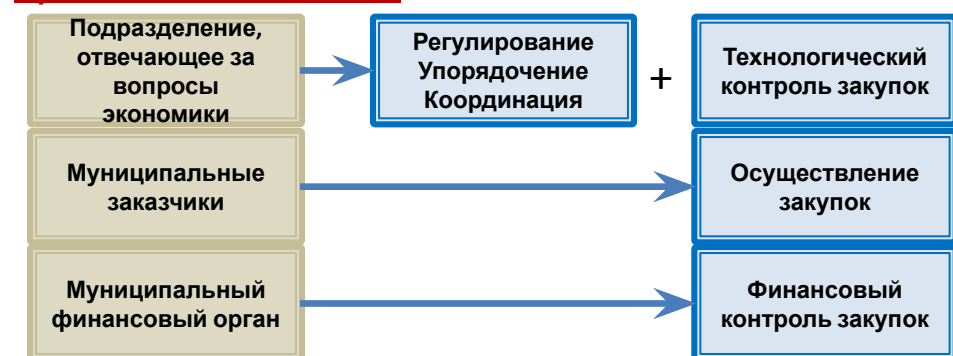 Подразделение,
отвечающее за
вопросы
экономики
Регулирование
Упорядочение
Координация
+
Технологический
контроль закупок
Муниципальные
заказчики
Осуществление
закупок
Муниципальный
финансовый орган
Финансовый
контроль закупок